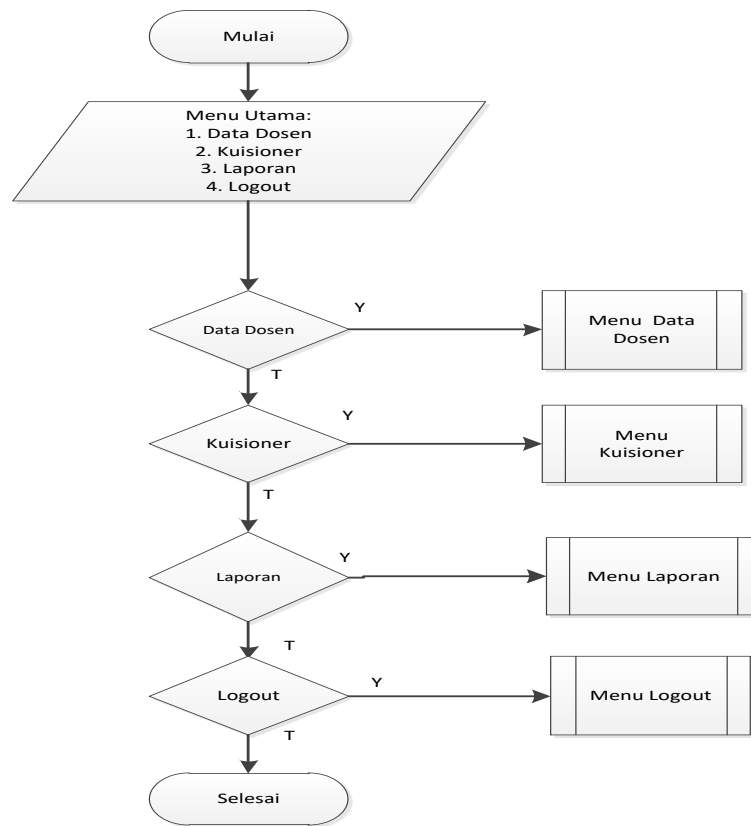 Mulai
Menu Utama:
1. Data Dosen
2. Kuisioner
3. Laporan
4. Logout
Data Dosen
Y
Menu Data
Dosen
T
Kuisioner
Y
Menu
Kuisioner
T
Laporan
Y
Menu Laporan
T
Logout
Y
Menu Logout
T
Selesai